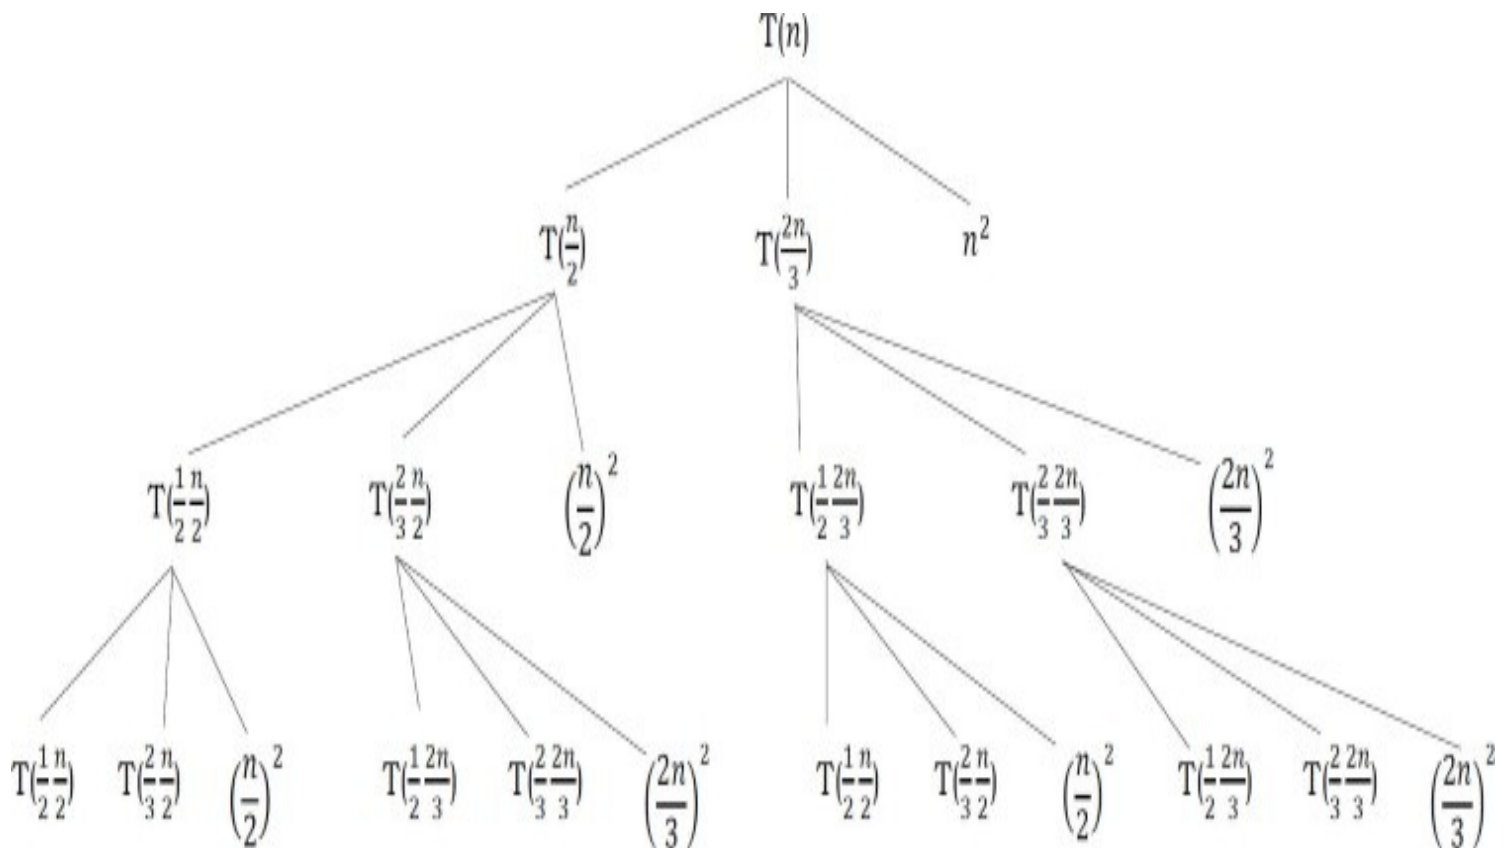 T(n)
T(n/2) T(2n/3) n²
T(1/2 n/2) T(2/3 n/2) (n/2)² T(1/2 2n/3) T(2/3 2n/3) (2n/3)²
T(1/2 n/2) T(2/3 n/2) (n/2)² T(1/2 2n/3) T(2/3 2n/3) (2n/3)² T(1/2 n/2) T(2/3 n/2) (n/2)² T(1/2 2n/3) T(2/3 2n/3) (2n/3)²